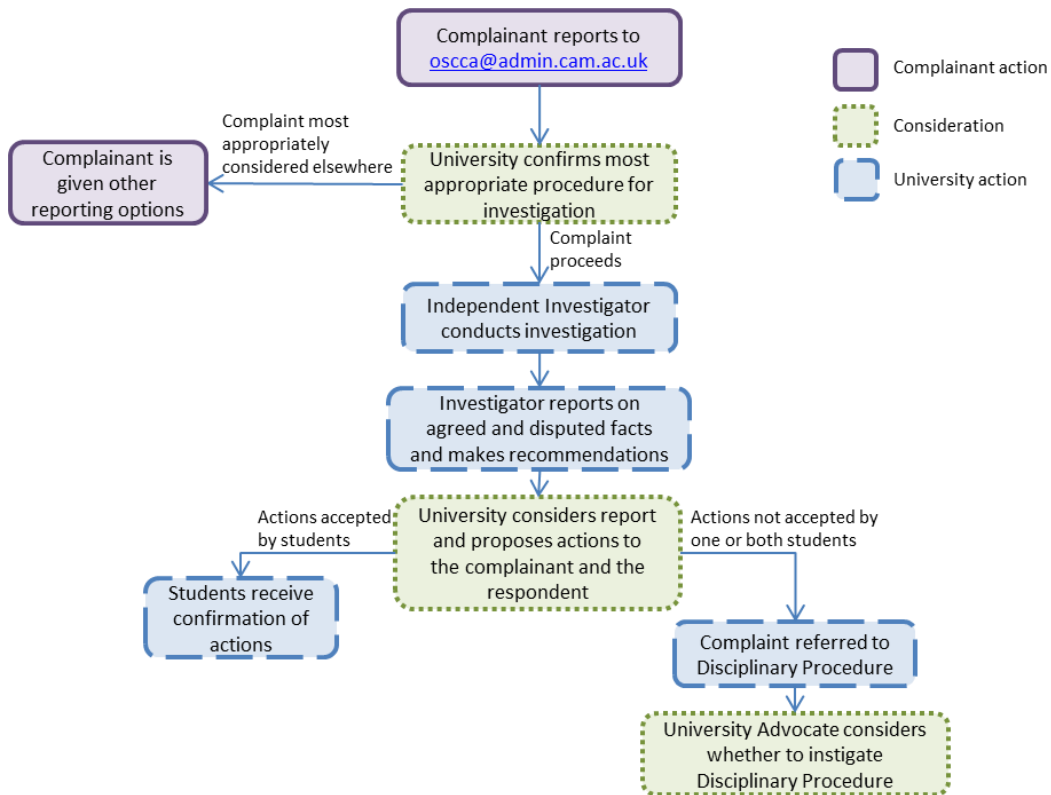 Complainant reports to
oscca@admin.cam.ac.uk
Complainant action
Consideration
University action
Complaint most
appropriately
considered elsewhere
Complainant is
given other
reporting options
University confirms most
appropriate procedure for
investigation
Complaint
proceeds
Independent Investigator
conducts investigation
Investigator reports on
agreed and disputed facts
and makes recommendations
Actions accepted
by students
University considers report
and proposes actions to
the complainant and the
respondent
Actions not accepted by
one or both students
Students receive
confirmation of
actions
Complaint referred to
Disciplinary Procedure
University Advocate considers
whether to instigate
Disciplinary Procedure